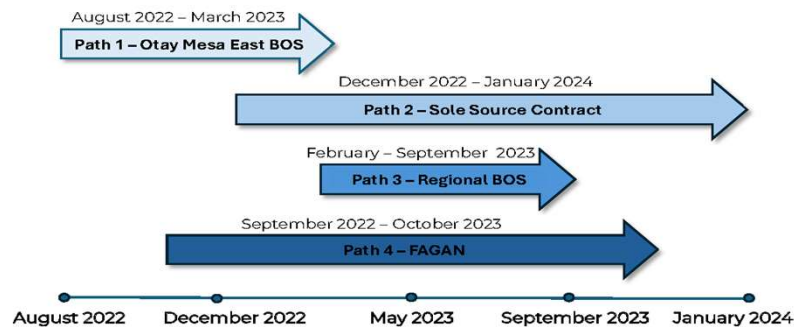 August 2022 – March 2023
Path 1 – Otay Mesa East BOS
December 2022 – January 2024
Path 2 – Sole Source Contract
February – September 2023
Path 3 – Regional BOS
September 2022 – October 2023
Path 4 – FAGAN
August 2022 December 2022 May 2023 September 2023 January 2024